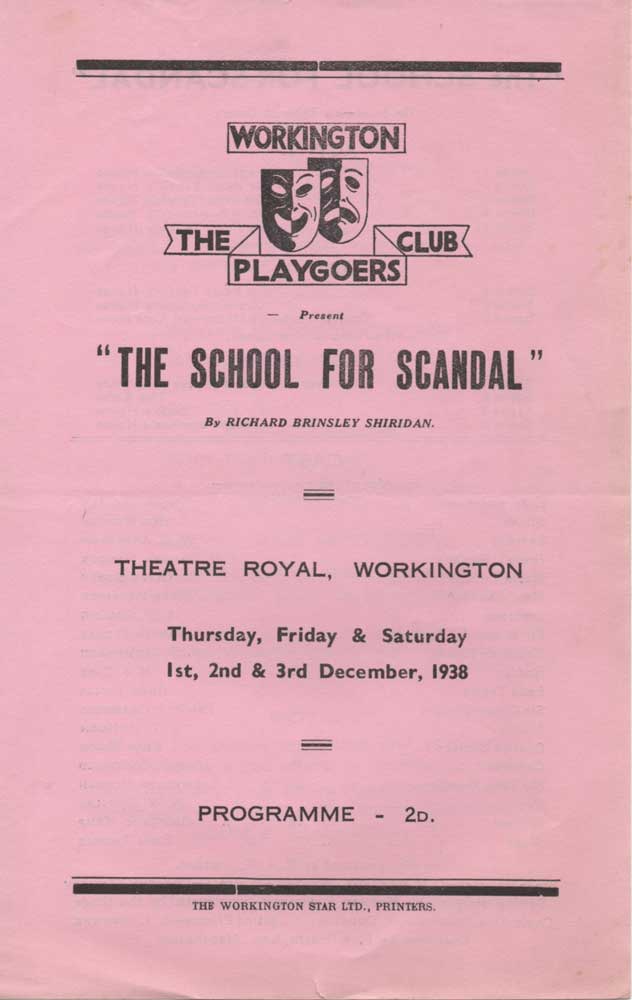 WORKINGTON
THE CLUB
PLAYGOERS
— Present
"THE SCHOOL FOR SCANDAL"
By RICHARD BRINSLEY SHIRIDAN.
THEATRE ROYAL, WORKINGTON
Thursday, Friday & Saturday
1st, 2nd & 3rd December, 1938
PROGRAMME - 2D.
THE WORKINGTON STAR LTD., PRINTERS.